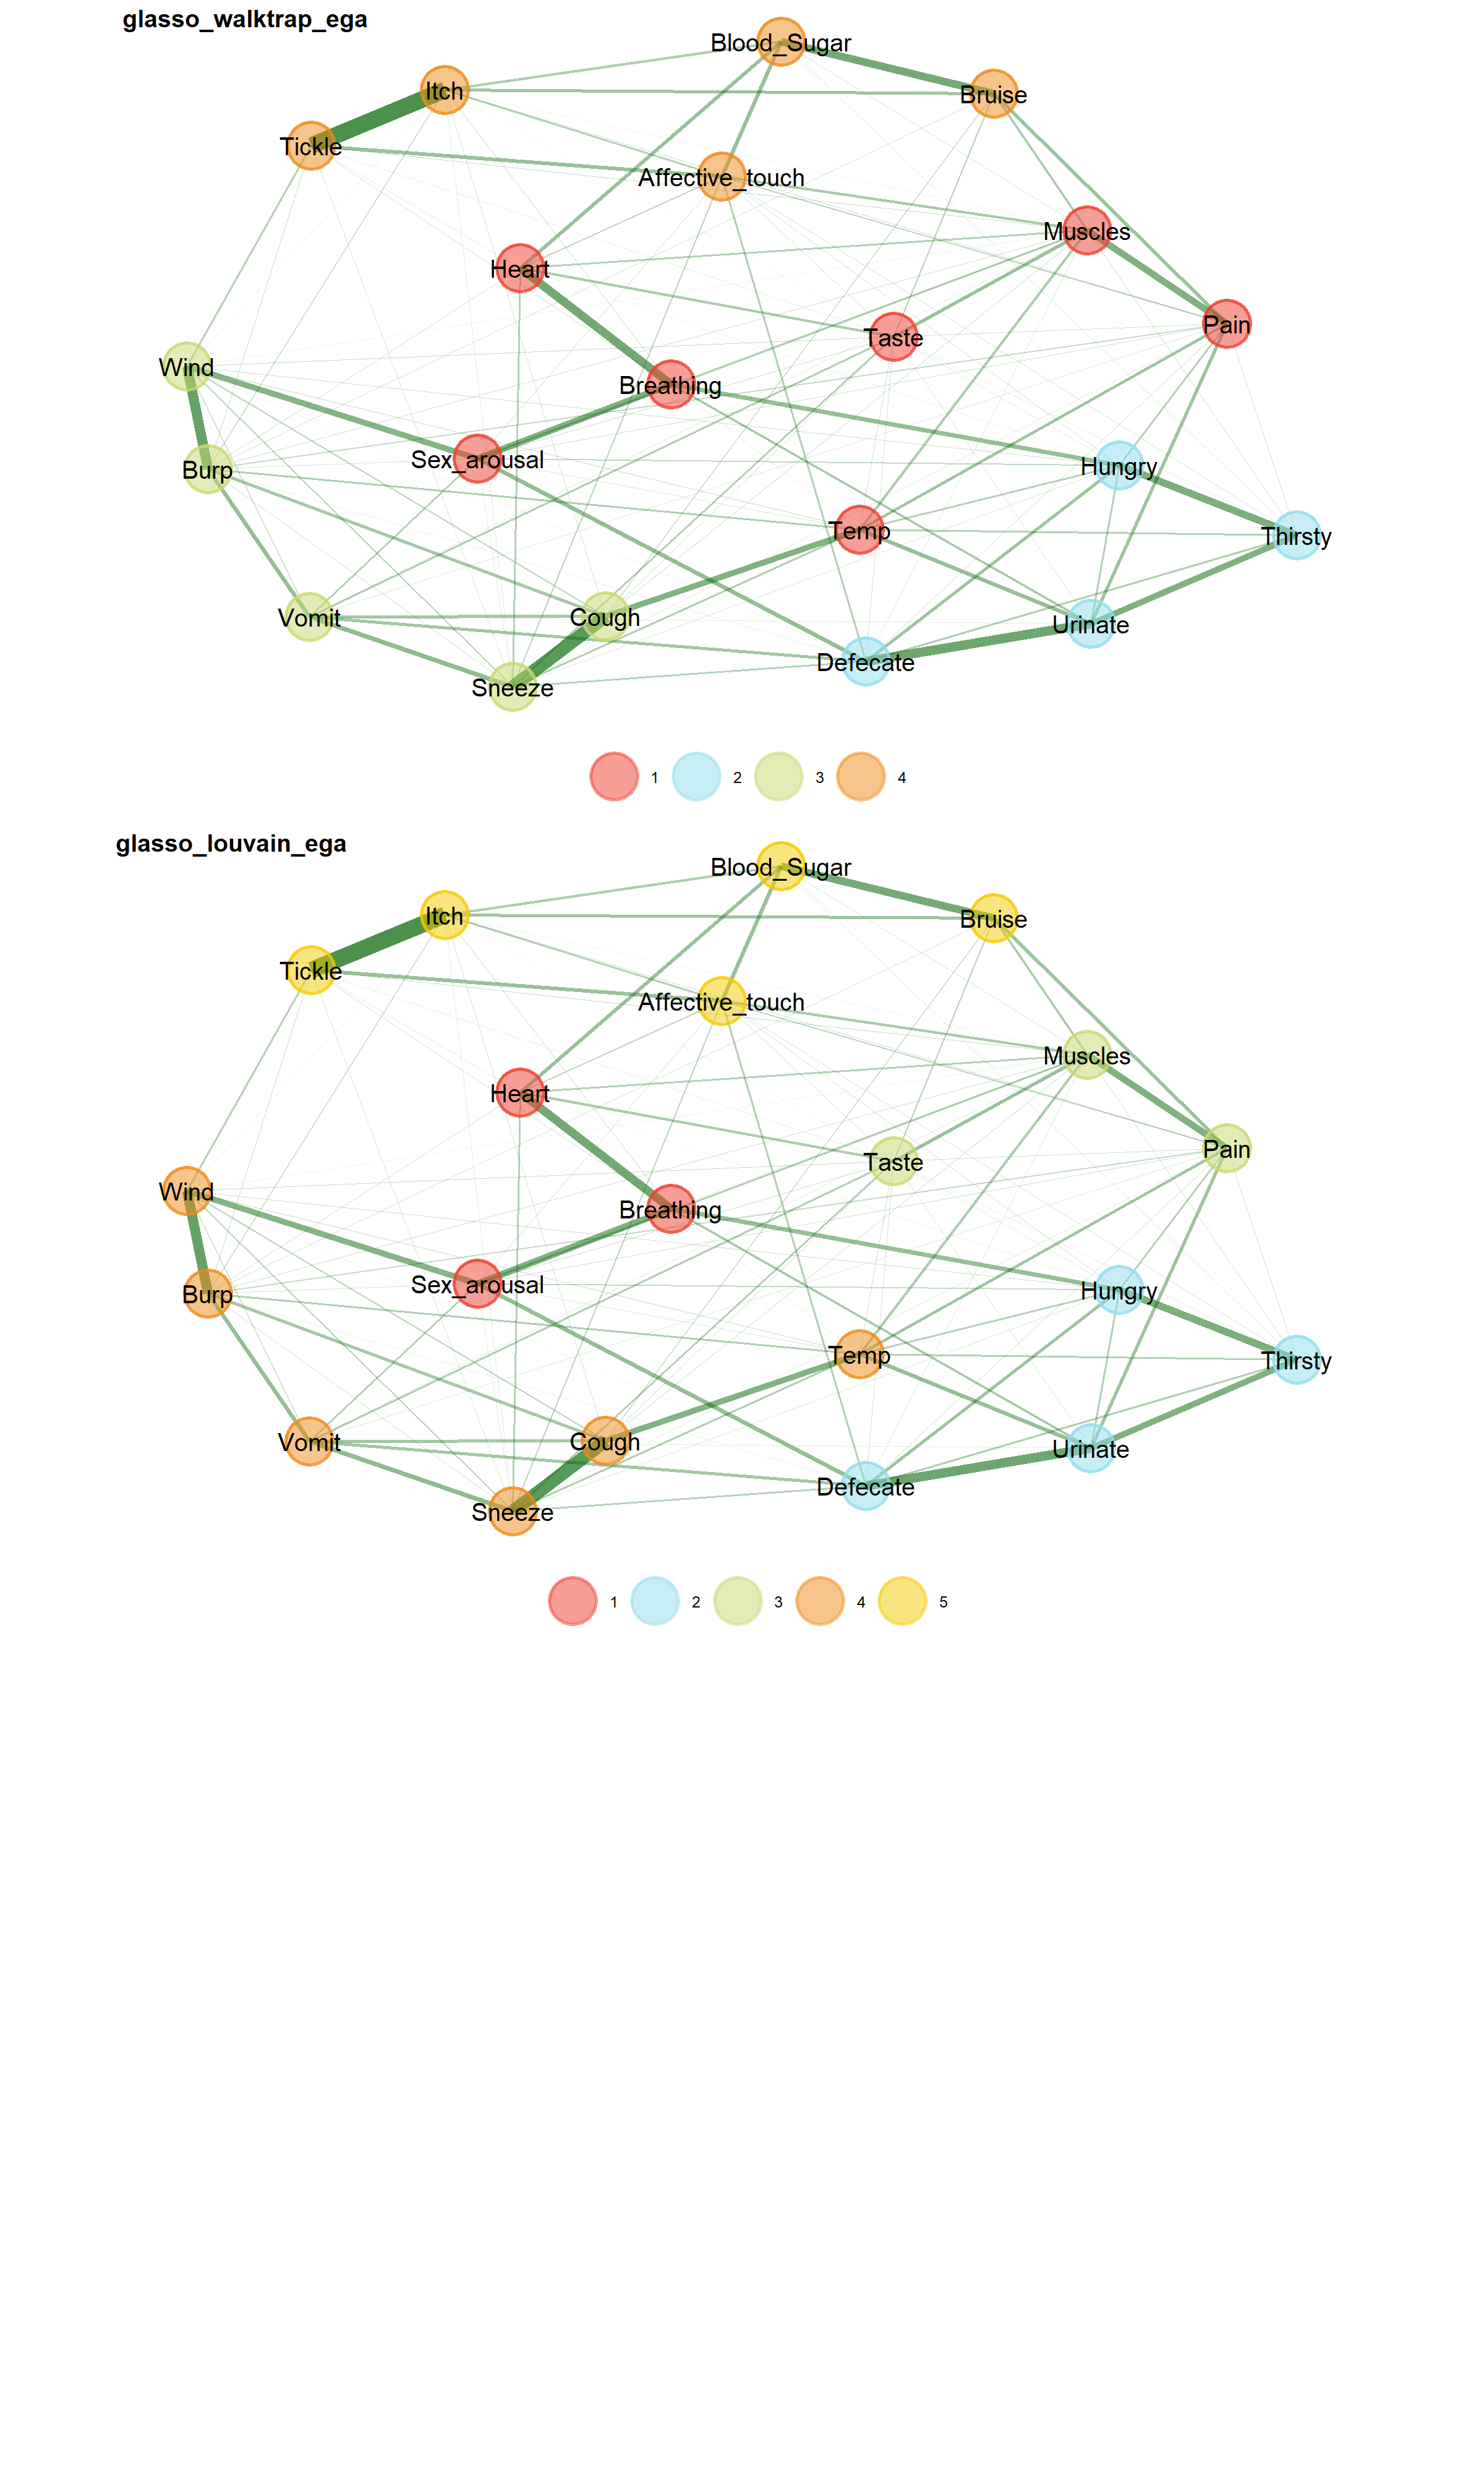 glasso_walktrap_ega
Blood_Sugar
Itch
Bruise
Tickle
Affective_touch
Muscles
Heart
Pain
Taste
Wind
Breathing
Sex_arousal
Hungry
Burp
Temp
Thirsty
Vomit
Cough
Urinate
Defecate
Sneeze
1 2 3 4
glasso_louvain_ega
Blood_Sugar
Itch
Bruise
Tickle
Affective_touch
Muscles
Heart
Pain
Taste
Wind
Breathing
Sex_arousal
Hungry
Burp
Temp
Thirsty
Vomit
Cough
Urinate
Defecate
Sneeze
1 2 3 4 5